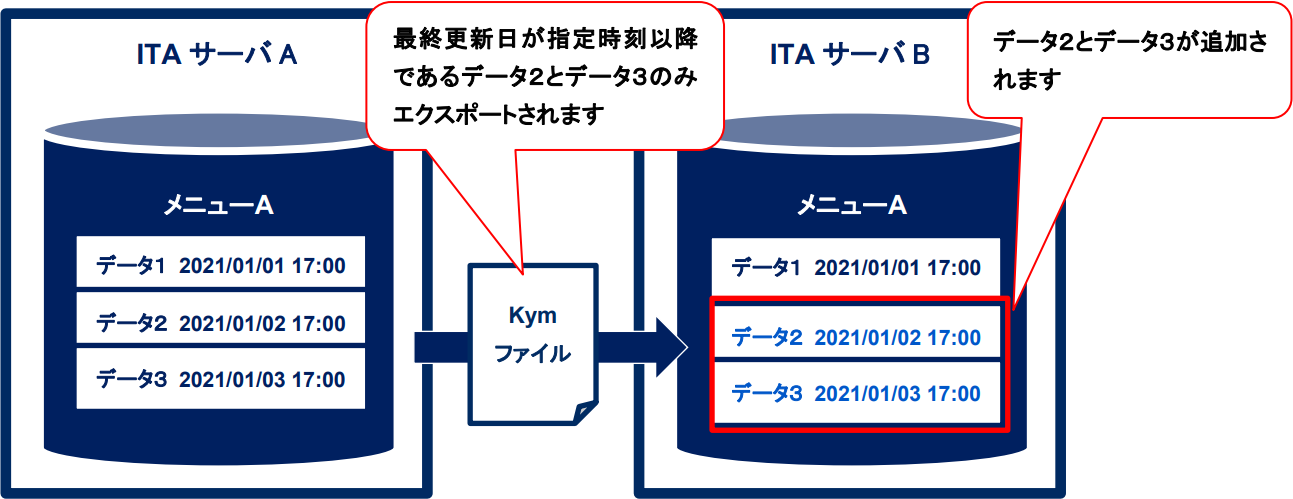 ITA サーバ A
最終更新日が指定時刻以降
であるデータ2とデータ3のみ
エクスポートされます
メニューA
データ1 2021/01/01 17:00
データ2 2021/01/02 17:00
データ3 2021/01/03 17:00
Kym
ファイル
ITA サーバ B
データ2とデータ3が追加さ
れます
メニューA
データ1 2021/01/01 17:00
データ2 2021/01/02 17:00
データ3 2021/01/03 17:00